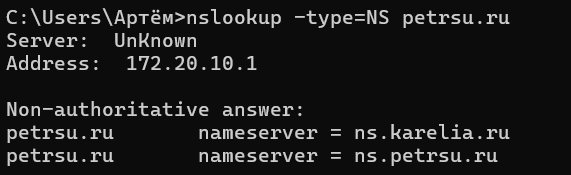 C:\Users\Артём>nslookup -type=NS petrsu.ru
Server:  UnKnown
Address:  172.20.10.1

Non-authoritative answer:
petrsu.ru       nameserver = ns.karelia.ru
petrsu.ru       nameserver = ns.petrsu.ru